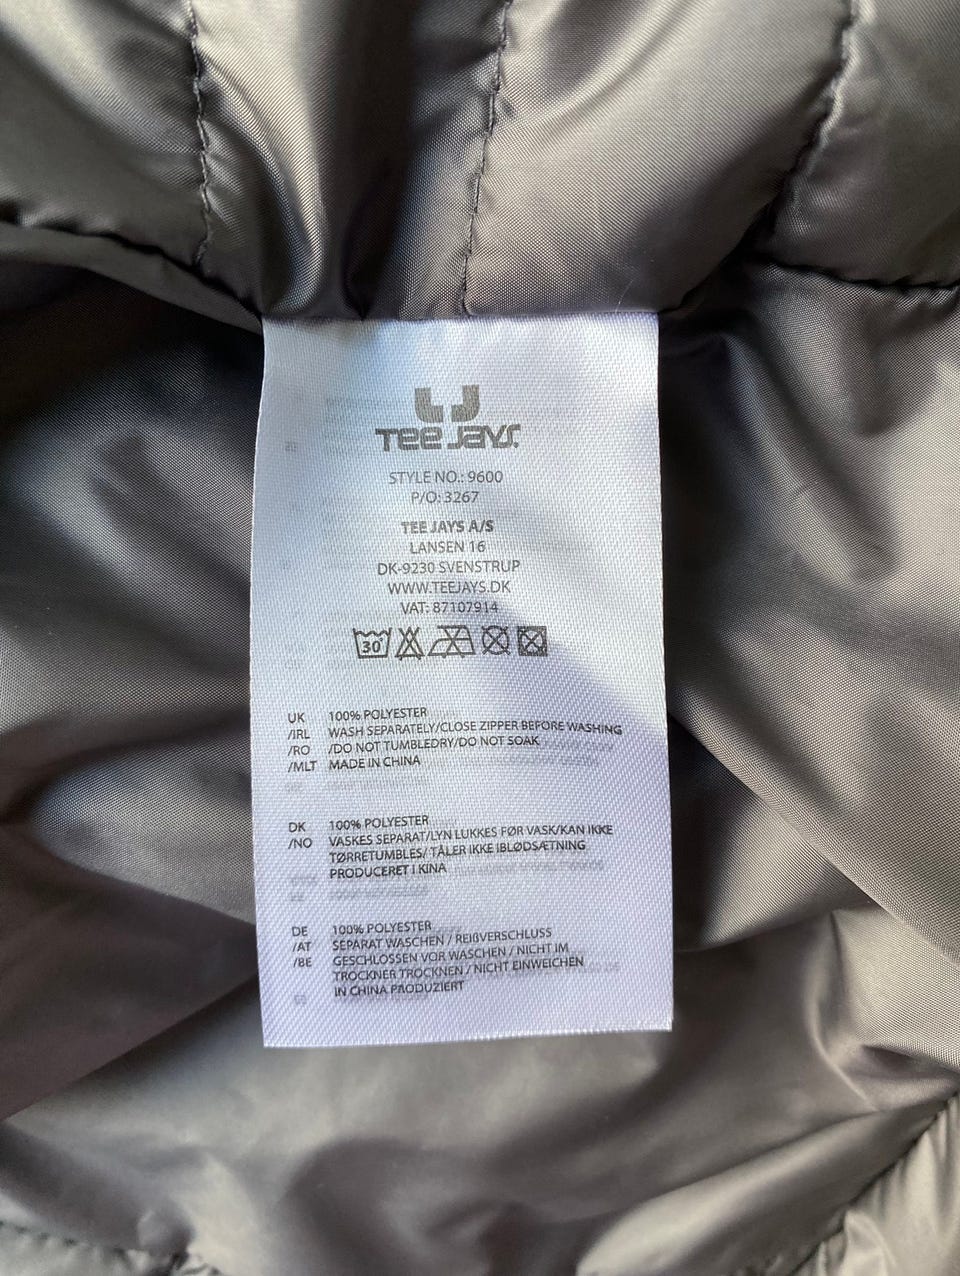 Tee Jays.
STYLE NO.: 9600
P/O: 3267
TEE JAYS A/S
LANSEN 16
DK-9230 SVENSTRUP
WWW.TEEJAYS.DK
VAT: 87107914
30°
UK 100% POLYESTER
/IRL WASH SEPARATELY/CLOSE ZIPPER BEFORE WASHING
/RO /DO NOT TUMBLEDRY/DO NOT SOAK
/MLT MADE IN CHINA
DK 100% POLYESTER
/NO VASKES SEPARAT/LYN LUKKES FØR VASK/KAN IKKE
TØRRETUMBLES/ TÅLER IKKE IBLØDSÆTNING
PRODUCERET I KINA
DE 100% POLYESTER
/AT SEPARAT WASCHEN / REIßVERSCHLUSS
/BE GESCHLOSSEN VOR WASCHEN / NICHT IM
TROCKNER TROCKNEN / NICHT EINWEICHEN
IN CHINA PRODUZIERT